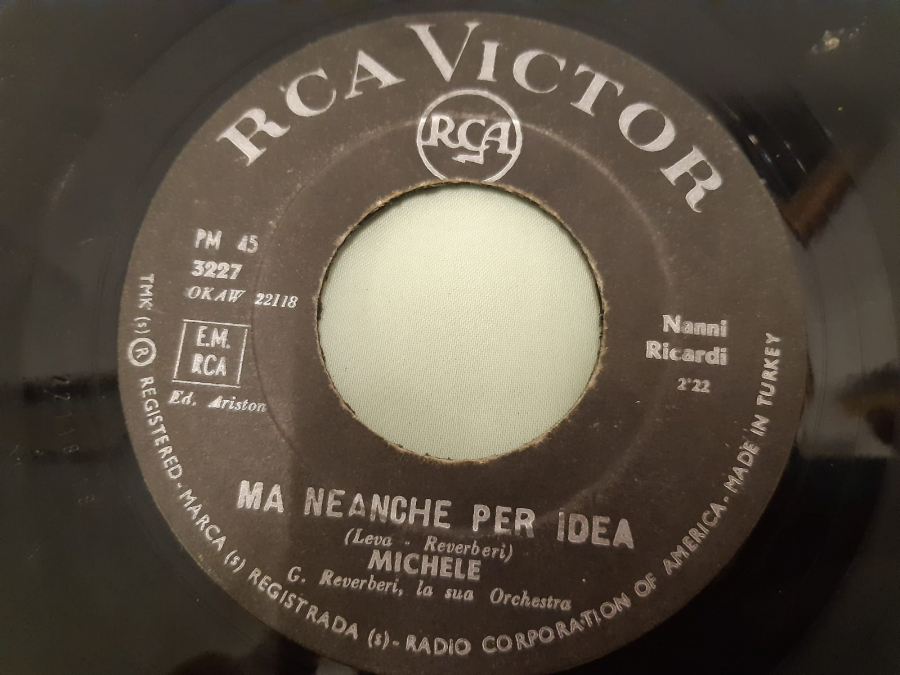 RCA VICTOR
RCA
PM 45
3227
OKAW 22118
E.M.
RCA
Ed. Ariston
Nanni
Ricardi
2'22
MA NEANCHE PER İDEA
(Leva - Reverberi)
MICHELE
G. Reverberi, la sua Orchestra
TMK (s) ® REGISTERED - MARCA (s) REGISTRADA (s) - RADIO CORPORATION OF AMERICA - MADE IN TURKEY